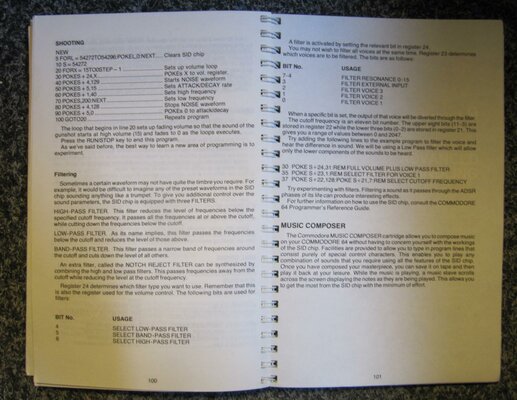 SHOOTING
NEW
5 FORL = 54272TO54296:POKEL,0:NEXT.... Clears SID chip
10 S = 54272
20 FORX = 15TO0STEP – 1 .................. Sets up volume loop
30 POKES + 24,X .............................. POKEs X to vol. register.
40 POKES + 4,129 ............................ Starts NOISE waveform
50 POKES + 5,15 .............................. Sets ATTACK/DECAY rate
60 POKES + 1,40 .............................. Sets high frequency
70 POKES,200:NEXT .......................... Sets low frequency
80 POKES + 4,128 ............................ Stops NOISE waveform
90 POKES + 5,0 ................................ POKEs 0 to attack/decay
100 GOTO20 .................................... Repeats program
The loop that begins in line 20 sets up fading volume so that the sound of the
gunshot starts at high volume (15) and fades to 0 as the loops executes.
Press the RUN/STOP key to end this program.
As we've said before, the best way to learn a new area of programming is to
experiment.
Filtering
Sometimes a certain waveform may not have quite the timbre you require. For
example, it would be difficult to imagine any of the preset waveforms in the SID
chip sounding anything like a trumpet. To give you additional control over the
sound parameters, the SID chip is equipped with three FILTERS.
HIGH-PASS FILTER. This filter reduces the level of frequencies below the
specified cutoff frequency. It passes all the frequencies at or above the cutoff,
while cutting down the frequencies below the cutoff.
LOW-PASS FILTER. As its name implies, this filter passes the frequencies
below the cutoff and reduces the level of those above.
BAND-PASS FILTER. This filter passes a narrow band of frequencies around
the cutoff and cuts down the level of all others.
An extra filter, called the NOTCH REJECT FILTER can be synthesized by
combining the high and low pass filters. This passes frequencies away from the
cutoff while reducing the level at the cutoff frequency.
Register 24 determines which filter type you want to use. Remember that this
is also the register used for the volume control. The following bits are used for
filters:
BIT No. USAGE
4 SELECT LOW-PASS FILTER
5 SELECT BAND-PASS FILTER
6 SELECT HIGH-PASS FILTER
100
A filter is activated by setting the relevant bit in register 24.
You may not wish to filter all voices at the same time. Register 23 determines
which voices are to be filtered. The bits are as follows:
BIT No. USAGE
7-4 FILTER RESONANCE 0-15
3 FILTER EXTERNAL INPUT
2 FILTER VOICE 3
1 FILTER VOICE 2
0 FILTER VOICE 1
When a specific bit is set, the output of that voice will be diverted through the filter.
The cutoff frequency is an eleven bit number. The upper eight bits (11-3) are
stored in register 22 while the lower three bits (0-2) are stored in register 21. This
gives you a range of values between 0 and 2047.
Try adding the following lines to the example program to filter the voice and
hear the difference in sound. We will be using a Low Pass filter which will allow
only the lower components of the sound to be heard.
30 POKE S + 24,31:REM FULL VOLUME PLUS LOW PASS FILTER
35 POKE S + 23,1:REM SELECT FILTER FOR VOICE 1
37 POKE S + 22,128:POKE S + 21,7:REM SELECT CUTOFF FREQUENCY
Try experimenting with filters. Filtering a sound as it passes through the ADSR
phases of its life can produce interesting effects.
For further information on how to use the SID chip, consult the COMMODORE
64 Programmer's Reference Guide.
MUSIC COMPOSER
The Commodore MUSIC COMPOSER cartridge allows you to compose music
on your COMMODORE 64 without having to concern yourself with the workings
of the SID chip. Facilities are provided to allow you to type in program lines that
consist purely of special control characters. This enables you to play any
combination of sounds that you require using all the features of the SID chip.
Once you have composed your masterpiece, you can save it on tape and then
play it back at your leisure. While the music is playing, a music stave scrolls
across the screen displaying the notes as they are being played. This allows you
to get the most from the SID chip with the minimum of effort.
101